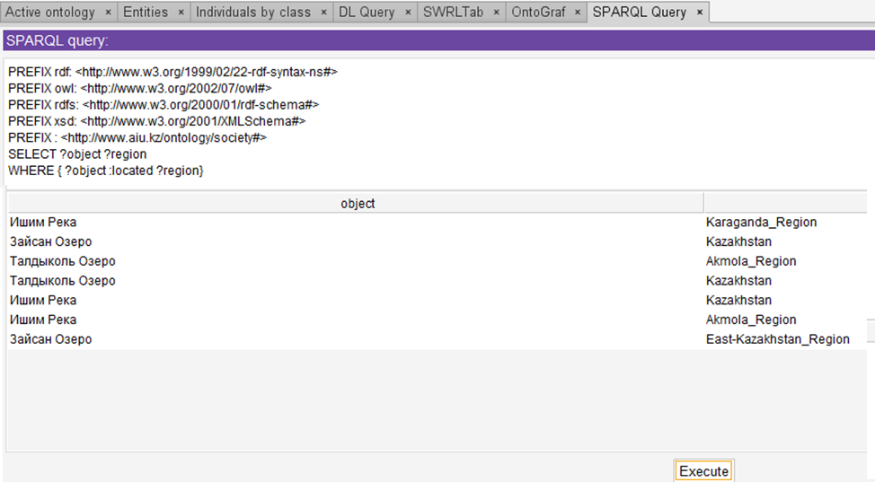 Active ontology × Entities × Individuals by class × DL Query × SWRLTab × OntoGraf × SPARQL Query ×
SPARQL query:
PREFIX rdf: <http://www.w3.org/1999/02/22-rdf-syntax-ns#>
PREFIX owl: <http://www.w3.org/2002/07/owl#>
PREFIX rdfs: <http://www.w3.org/2000/01/rdf-schema#>
PREFIX xsd: <http://www.w3.org/2001/XMLSchema#>
PREFIX : <http://www.aiu.kz/ontology/society#>
SELECT ?object ?region
WHERE { ?object :located ?region}
object
Ишим Река Karaganda_Region
Зайсан Озеро Kazakhstan
Талдыколь Озеро Akmola_Region
Талдыколь Озеро Kazakhstan
Ишим Река Kazakhstan
Ишим Река Akmola_Region
Зайсан Озеро East-Kazakhstan_Region
Execute